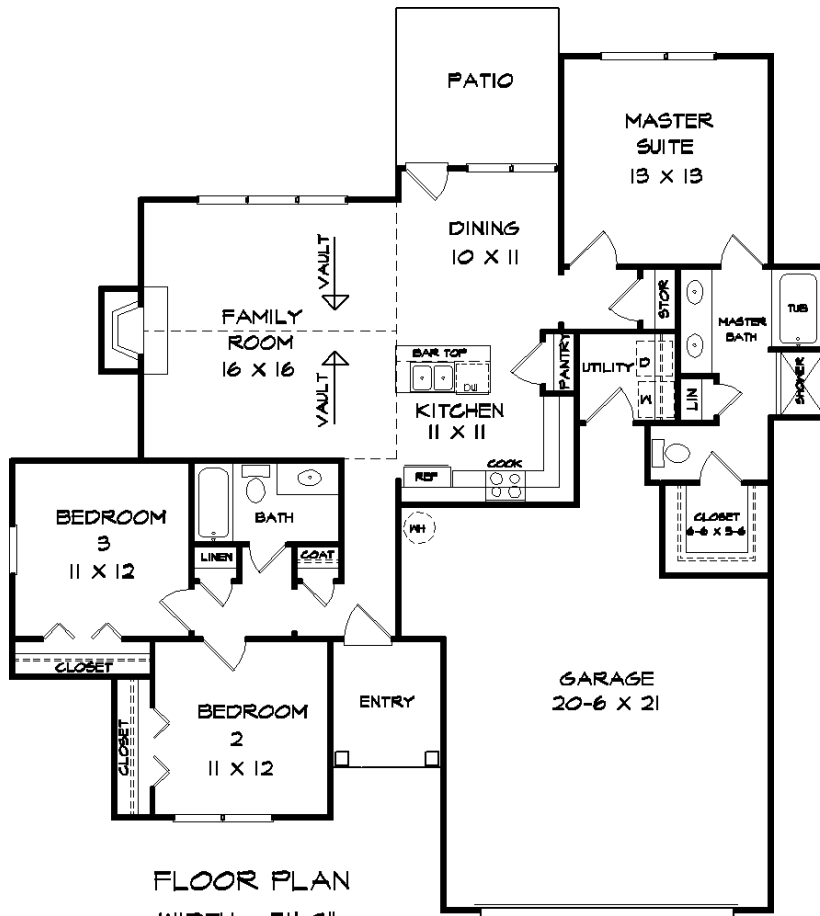 PATIO
MASTER
SUITE
13 X 13
DINING
10 X 11
VAULT
STOR
FAMILY
ROOM
16 X 16
MASTER
BATH
TUB
BAR TOP
DW
PANTRY
UTILITY
D
W
LIN
SHOWER
VAULT
KITCHEN
11 X 11
REF
COOK
BEDROOM
3
11 X 12
BATH
WH
CLOSET
6-6 X 5-6
LINEN
COAT
CLOSET
GARAGE
20-6 X 21
ENTRY
BEDROOM
2
11 X 12
CLOSET
FLOOR PLAN